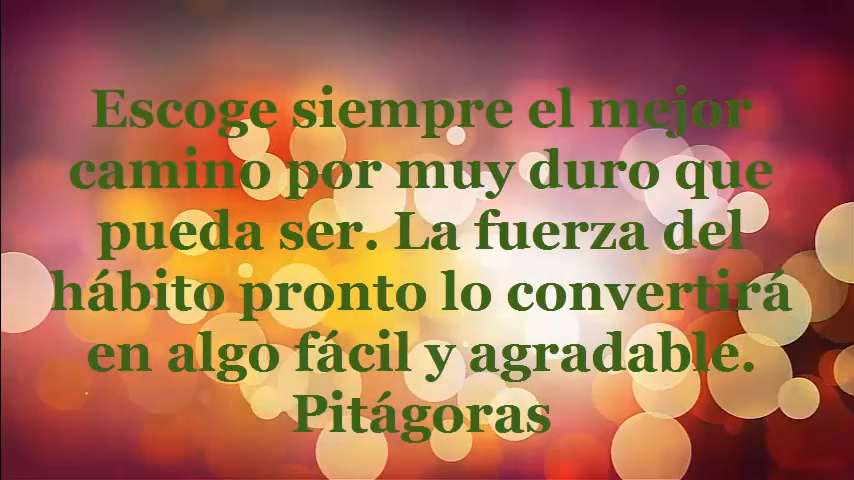 Escoge siempre el mejor
camino por muy duro que
pueda ser. La fuerza del
hábito pronto lo convertirá
en algo fácil y agradable.
Pitágoras